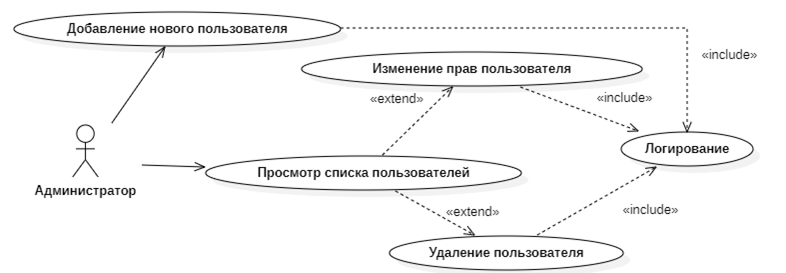 Добавление нового пользователя
«include»
Изменение прав пользователя
«extend»
«include»
Логирование
Администратор
Просмотр списка пользователей
«extend»
«include»
Удаление пользователя